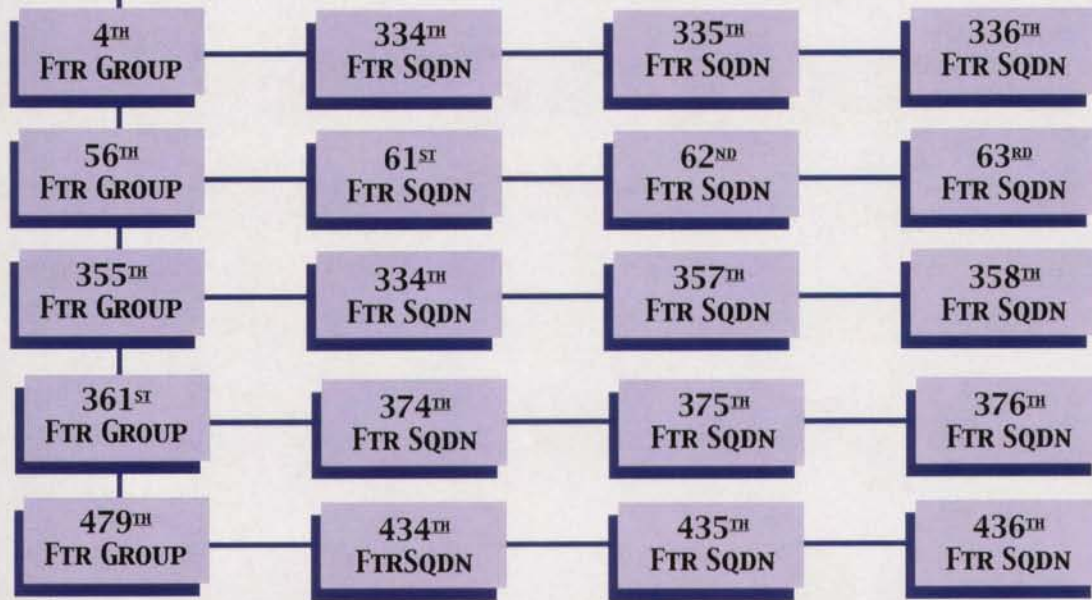 4TH
FTR GROUP
334TH
FTR SQDN
335TH
FTR SQDN
336TH
FTR SQDN
56TH
FTR GROUP
61ST
FTR SQDN
62ND
FTR SQDN
63RD
FTR SQDN
355TH
FTR GROUP
334TH
FTR SQDN
357TH
FTR SQDN
358TH
FTR SQDN
361ST
FTR GROUP
374TH
FTR SQDN
375TH
FTR SQDN
376TH
FTR SQDN
479TH
FTR GROUP
434TH
FTRSQDN
435TH
FTR SQDN
436TH
FTR SQDN